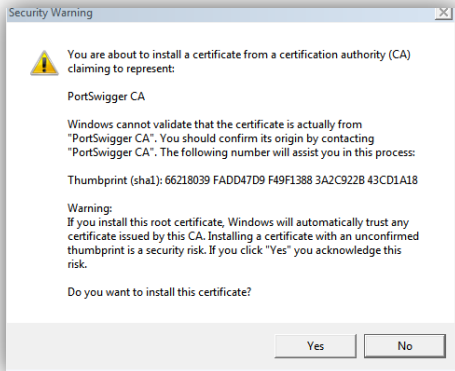 Security Warning
You are about to install a certificate from a certification authority (CA)
claiming to represent:
PortSwigger CA
Windows cannot validate that the certificate is actually from
"PortSwigger CA". You should confirm its origin by contacting
"PortSwigger CA". The following number will assist you in this process:
Thumbprint (sha1): 66218039 FADD47D9 F49F1388 3A2C922B 43CD1A18
Warning:
If you install this root certificate, Windows will automatically trust any
certificate issued by this CA. Installing a certificate with an unconfirmed
thumbprint is a security risk. If you click "Yes" you acknowledge this
risk.
Do you want to install this certificate?
Yes No